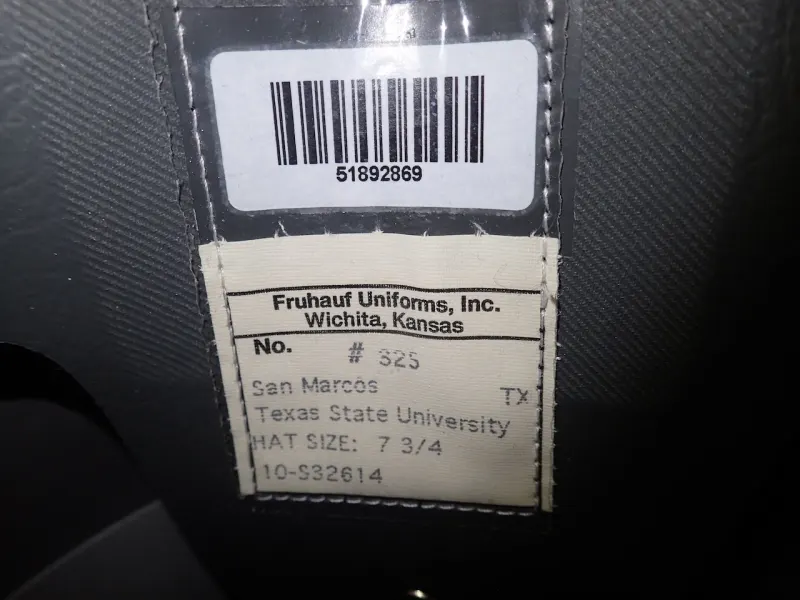 51892869
Fruhauf Uniforms, Inc.
Wichita, Kansas
No. # 325
San Marcos TX
Texas State University
HAT SIZE: 7 3/4
10-S32614